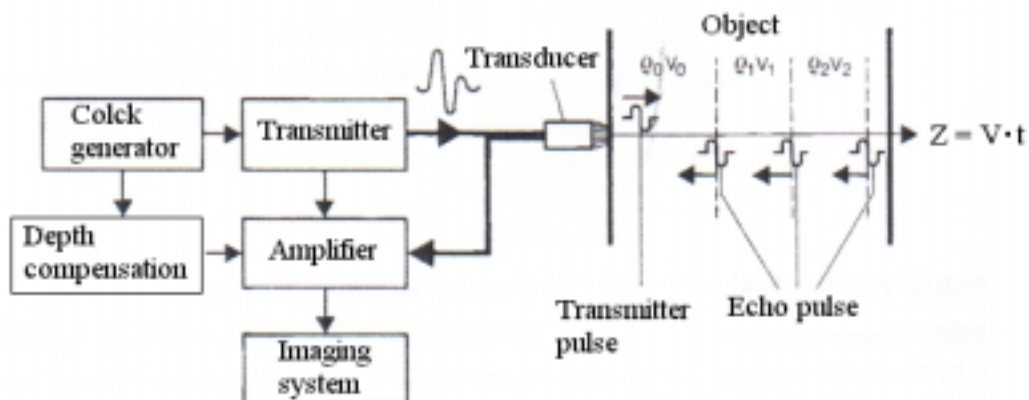 Object
Transducer
ϱ₀V₀
ϱ₁V₁
ϱ₂V₂
Colck
generator
Transmitter
Z = V·t
Depth
compensation
Amplifier
Transmitter
pulse
Echo pulse
Imaging
system